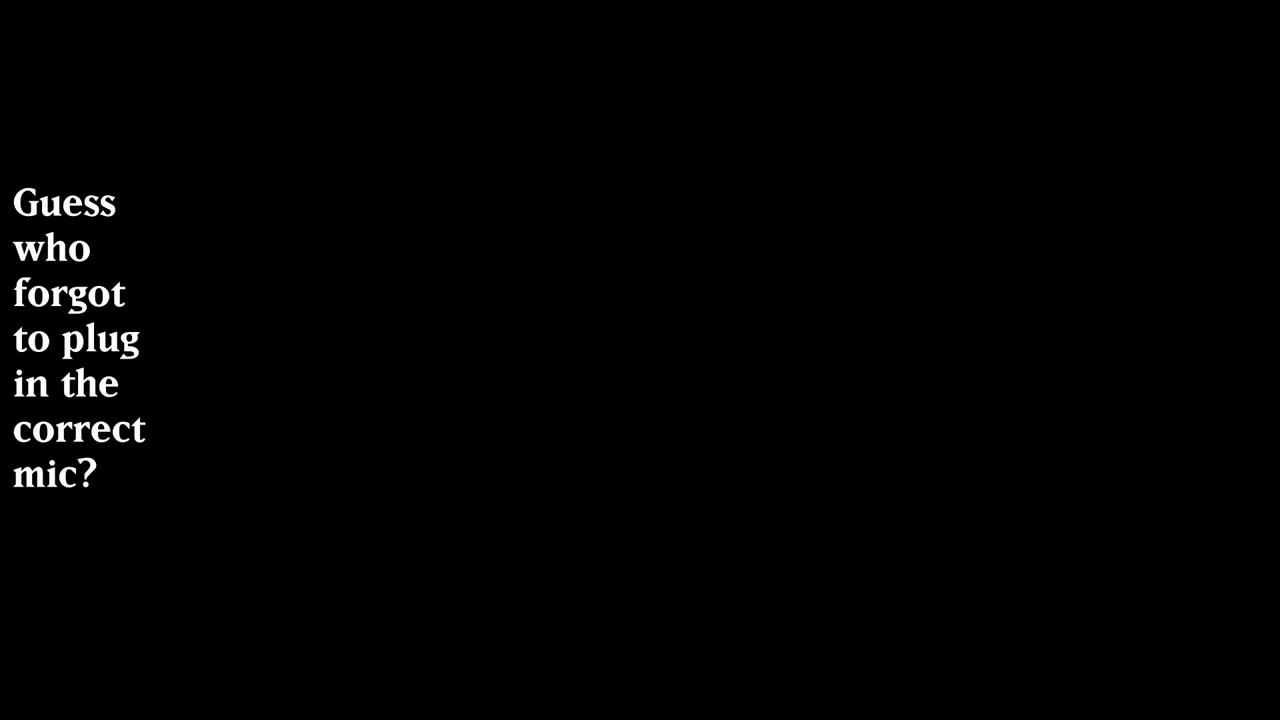 Guess
who
forgot
to plug
in the
correct
mic?